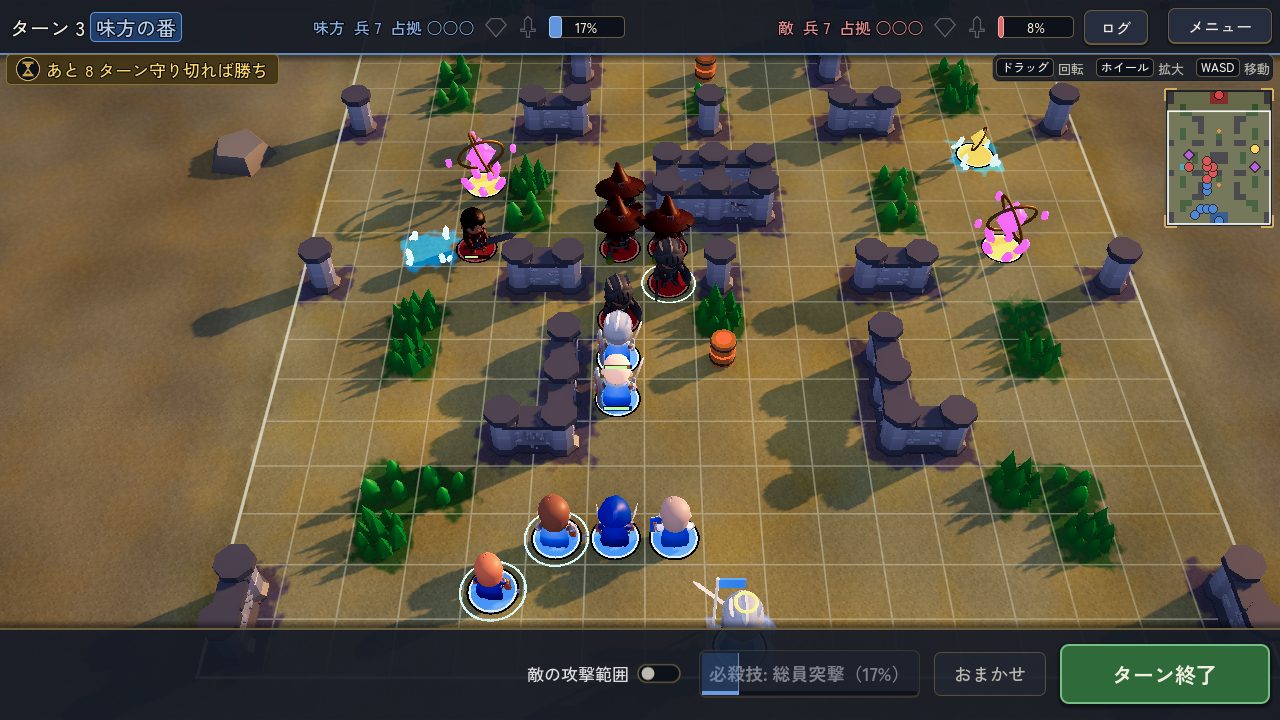 ターン 3 味方の番 味方 兵 7 占拠 ○○○ 17% 敵 兵 7 占拠 ○○○ 8% ログ メニュー
あと 8 ターン守り切れば勝ち ドラッグ 回転 ホイール 拡大 WASD 移動
敵の攻撃範囲 必殺技: 総員突撃（17%） おまかせ ターン終了